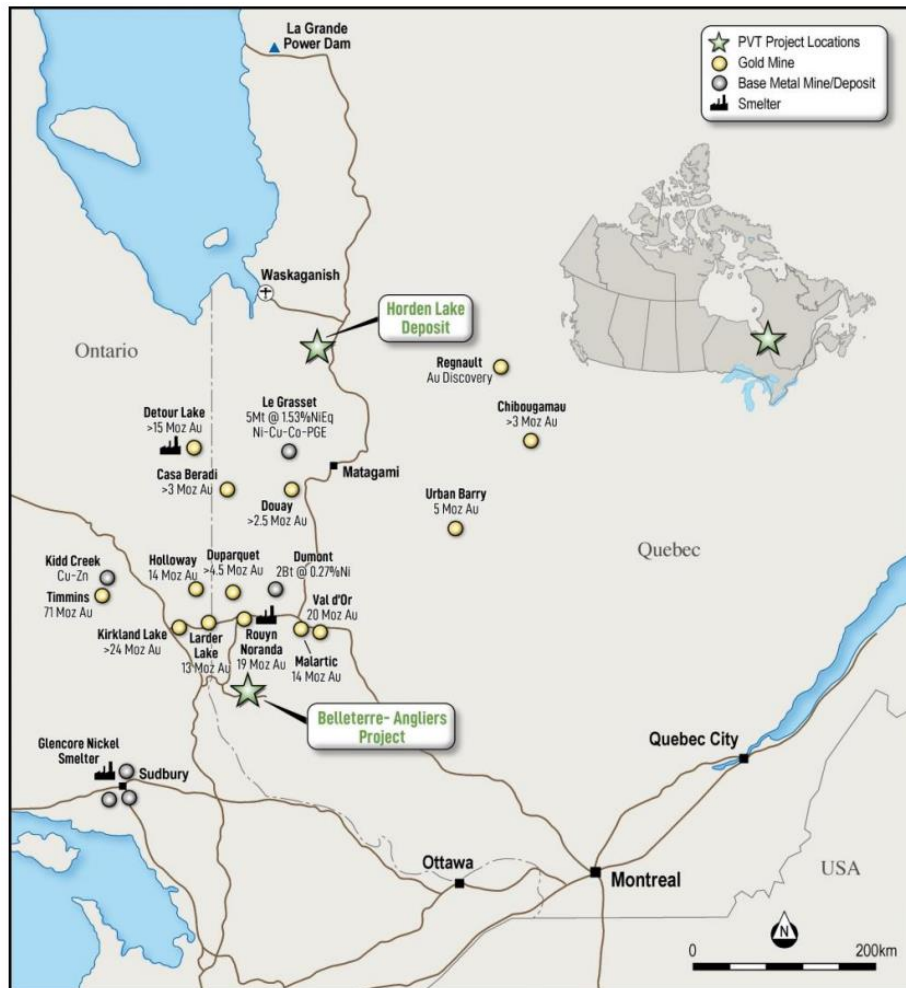 La Grande
Power Dam
PVT Project Locations
Gold Mine
Base Metal Mine/Deposit
Smelter
Waskaganish
Horden Lake
Deposit
Ontario
Regnault
Au Discovery
Le Grasset
5Mt @ 1.53%NiEq
Ni-Cu-Co-PGE
Detour Lake
>15 Moz Au
Chibougamau
>3 Moz Au
Matagami
Casa Beradi
>3 Moz Au
Douay
>2.5 Moz Au
Urban Barry
5 Moz Au
Quebec
Kidd Creek
Cu-Zn
Timmins
71 Moz Au
Holloway
14 Moz Au
Duparquet
>4.5 Moz Au
Dumont
2Bt @ 0.27%Ni
Val d'Or
20 Moz Au
Kirkland Lake
>24 Moz Au
Larder
Lake
13 Moz Au
Rouyn
Noranda
19 Moz Au
Malartic
14 Moz Au
Belleterre- Angliers
Project
Glencore Nickel
Smelter
Sudbury
Quebec City
Ottawa
Montreal
USA
N
0 200km